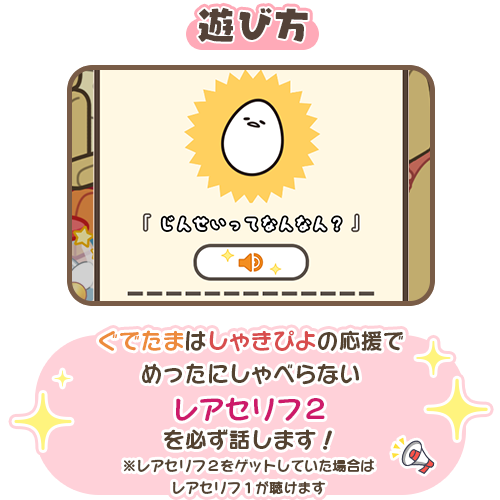 遊び方
『 じんせいってなんなん？ 』
ぐでたまはしゃきぴよの応援で
めったにしゃべらない
レアセリフ２
を必ず話します！
※レアセリフ２をゲットしていた場合は
レアセリフ１が聴けます